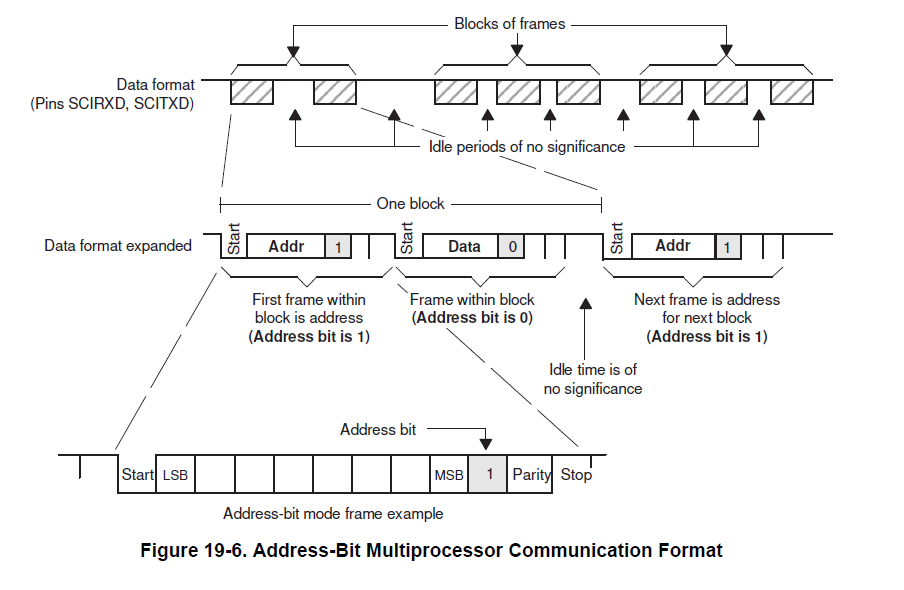 Blocks of frames
Data format
(Pins SCIRXD, SCITXD)
Idle periods of no significance
One block
Data format expanded
Start
Addr
1
Start
Data
0
Start
Addr
1
First frame within
block is address
(Address bit is 1)
Frame within block
(Address bit is 0)
Next frame is address
for next block
(Address bit is 1)
Idle time is of
no significance
Address bit
Start
LSB
MSB
1
Parity
Stop
Address-bit mode frame example
Figure 19-6. Address-Bit Multiprocessor Communication Format